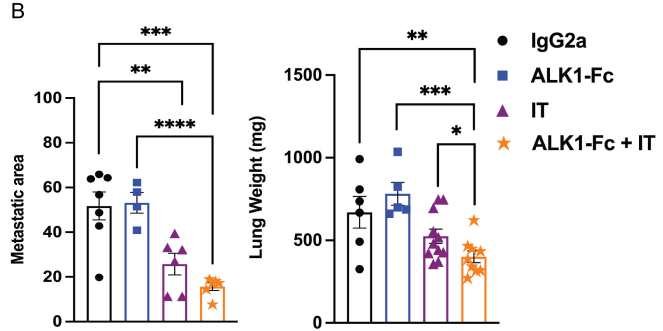 B
***
**
****
100
80
60
40
20
0
Metastatic area
**
***
*
1500
1000
500
0
Lung Weight (mg)
IgG2a
ALK1-Fc
IT
ALK1-Fc + IT